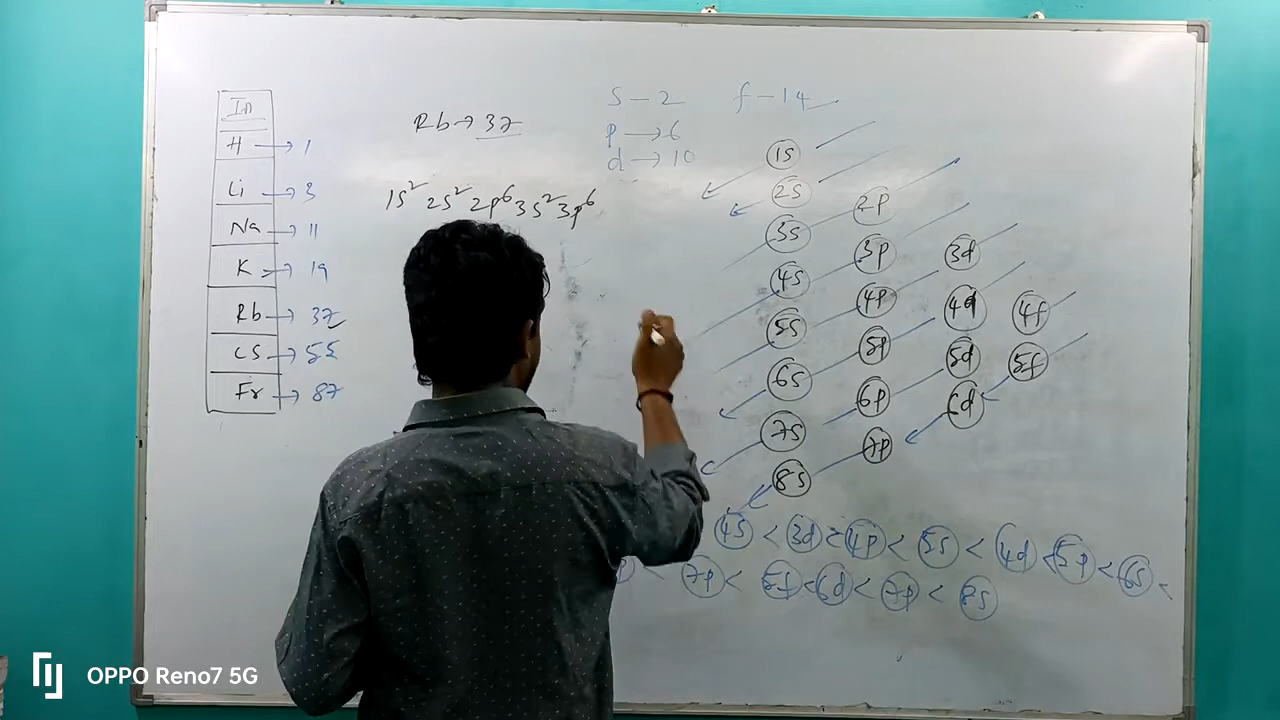 In
H → 1
Li → 3
Na → 11
K → 19
Rb → 37
Cs → 55
Fr → 87
Rb → 37
1s² 2s² 2p⁶ 3s² 3p⁶
s - 2 f - 14
p → 6
d → 10
1s
2s 2p
3s 3p 3d
4s 4p 4d 4f
5s 5p 5d 5f
6s 6p 6d
7s 7p
8s
4s < 3d < 4p < 5s < 4d < 5p < 6s <
< 7p < 5f < 6d < 7p < 8s
OPPO Reno7 5G